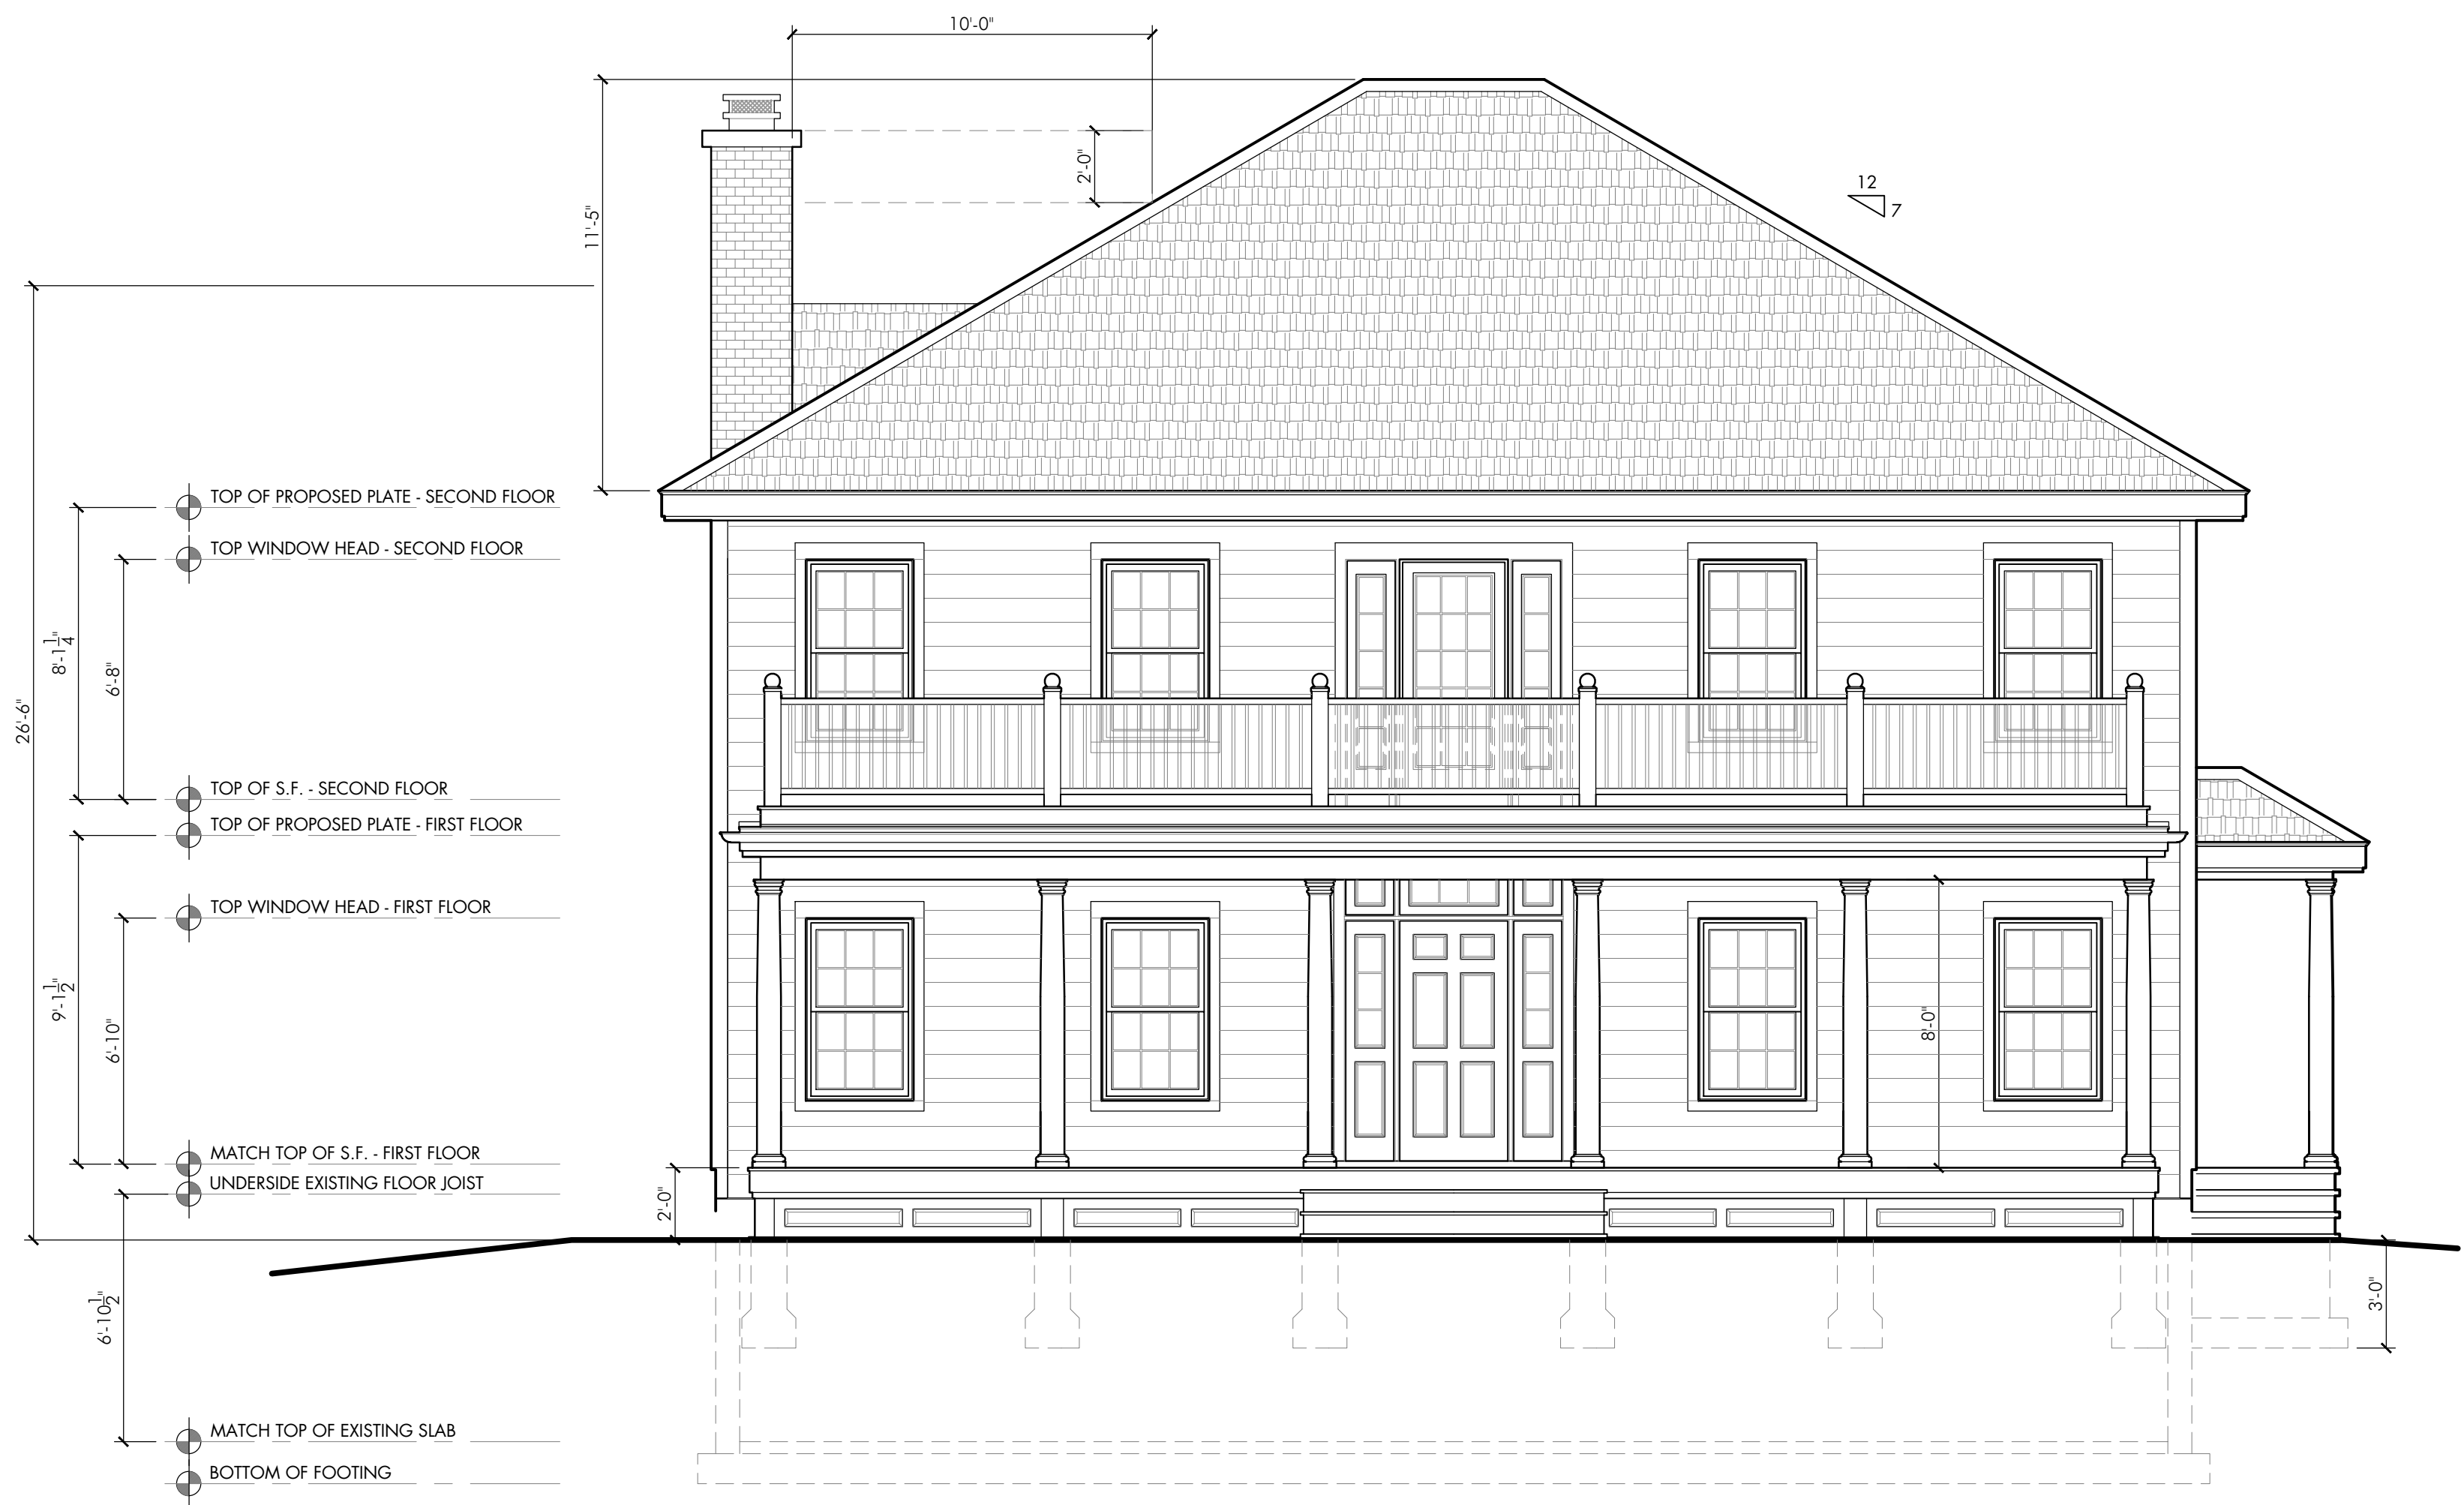 10'-0"
2'-0"
11'-5"
12
7
TOP OF PROPOSED PLATE - SECOND FLOOR
TOP WINDOW HEAD - SECOND FLOOR
8'-1 1/4"
6'-8"
26'-6"
TOP OF S.F. - SECOND FLOOR
TOP OF PROPOSED PLATE - FIRST FLOOR
TOP WINDOW HEAD - FIRST FLOOR
9'-1 1/2"
6'-10"
8'-0"
MATCH TOP OF S.F. - FIRST FLOOR
UNDERSIDE EXISTING FLOOR JOIST
2'-0"
6'-10 1/2"
3'-0"
MATCH TOP OF EXISTING SLAB
BOTTOM OF FOOTING